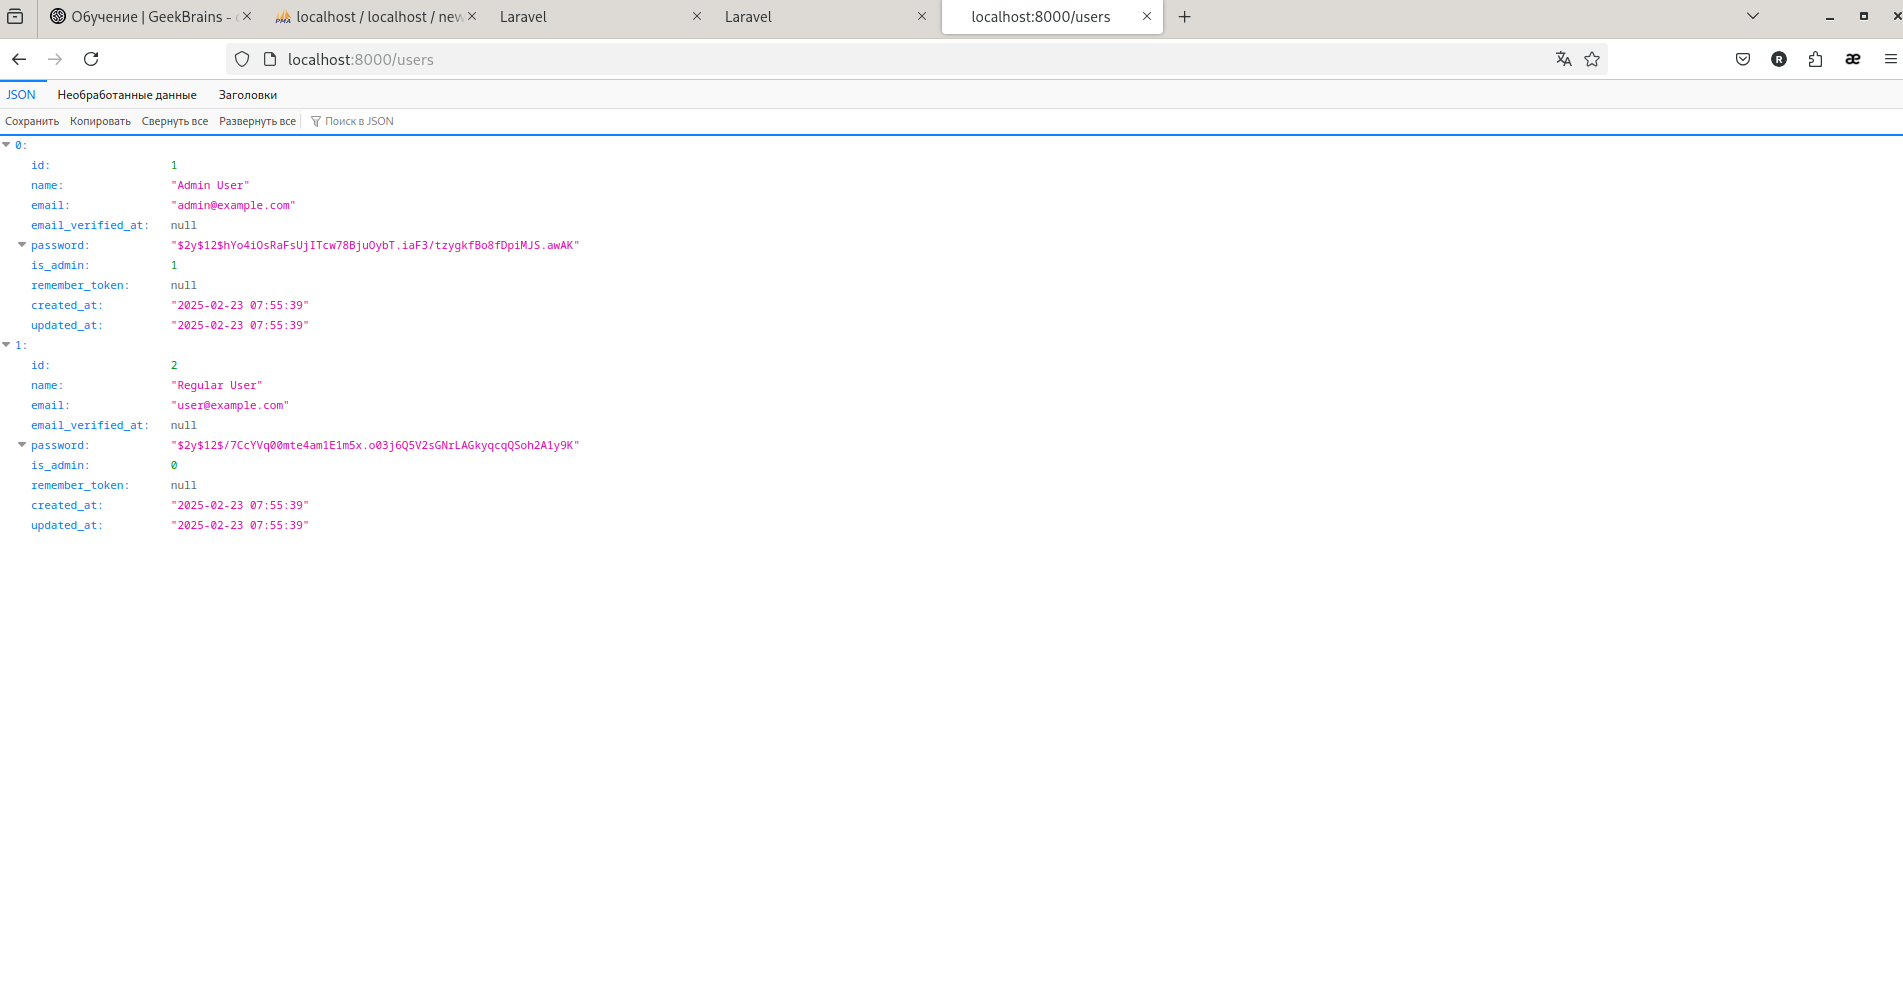 Обучение | GeekBrains - localhost / localhost / new Laravel Laravel localhost:8000/users
localhost:8000/users
JSON Необработанные данные Заголовки
Сохранить Копировать Свернуть все Развернуть все Поиск в JSON
0:
id: 1
name: "Admin User"
email: "admin@example.com"
email_verified_at: null
password: "$2y$12$hYo4iOsRaFsUjITcw78BjuOybT.iaF3/tzygkfBo8fDpiMJS.awAK"
is_admin: 1
remember_token: null
created_at: "2025-02-23 07:55:39"
updated_at: "2025-02-23 07:55:39"
1:
id: 2
name: "Regular User"
email: "user@example.com"
email_verified_at: null
password: "$2y$12$/7CcYVq00mte4am1E1m5x.o03j6Q5V2sGNrLAGkyqcqQSoh2A1y9K"
is_admin: 0
remember_token: null
created_at: "2025-02-23 07:55:39"
updated_at: "2025-02-23 07:55:39"